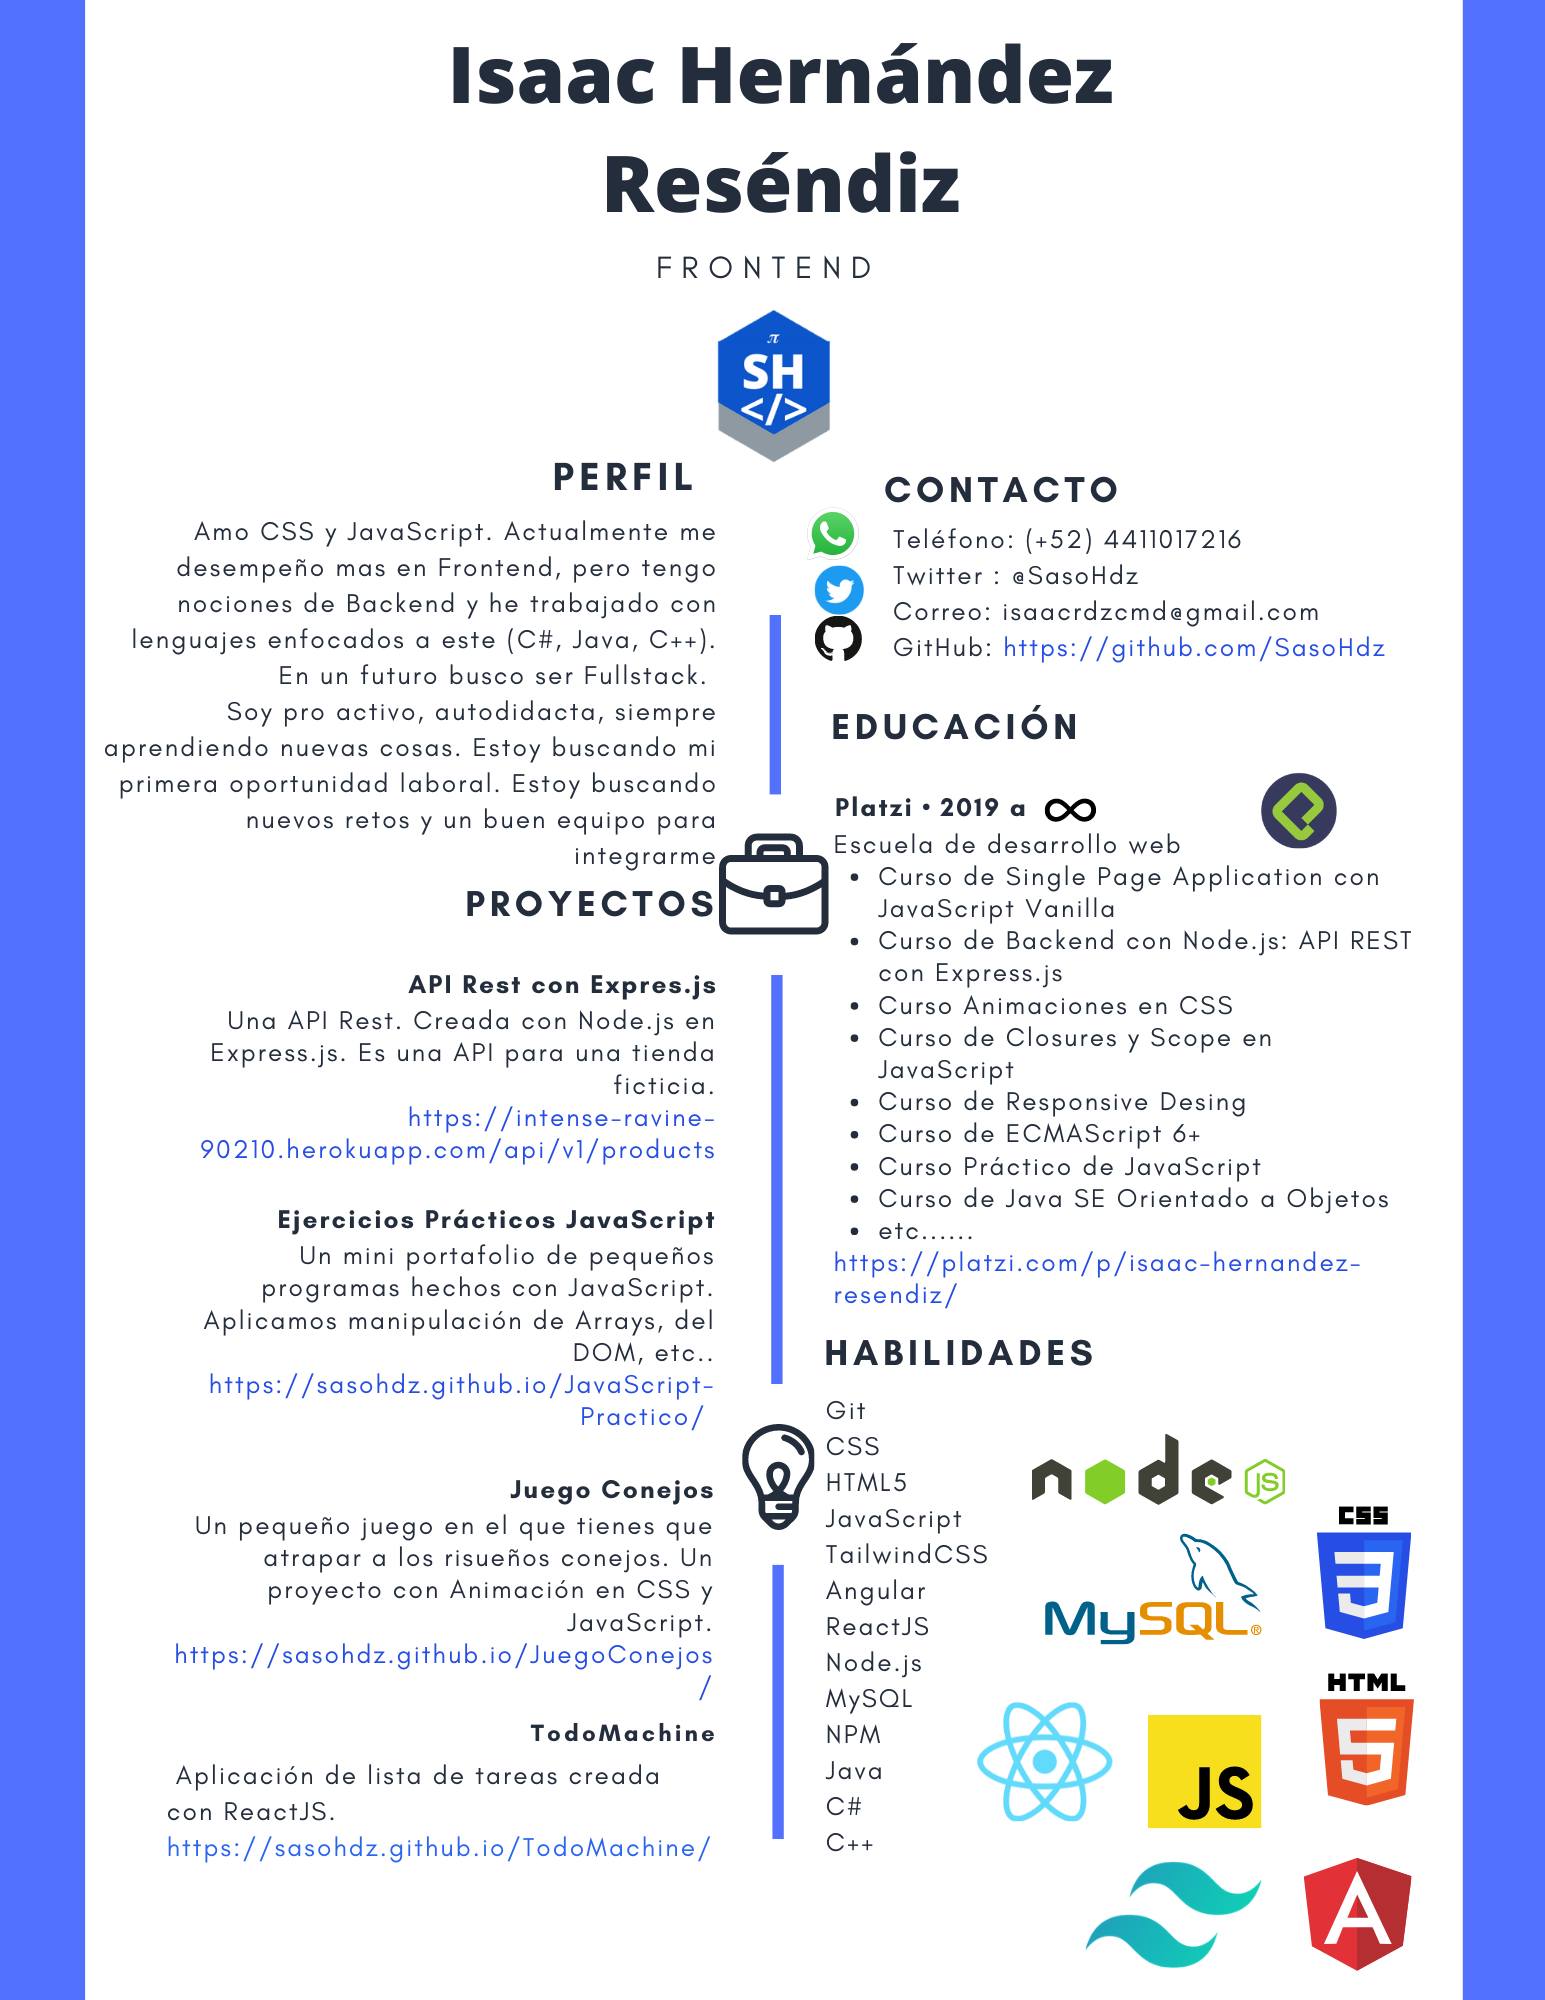 Isaac Hernández
Reséndiz
FRONTEND
π
SH
</>
PERFIL
Amo CSS y JavaScript. Actualmente me
desempeño mas en Frontend, pero tengo
nociones de Backend y he trabajado con
lenguajes enfocados a este (C#, Java, C++).
En un futuro busco ser Fullstack.
Soy pro activo, autodidacta, siempre
aprendiendo nuevas cosas. Estoy buscando mi
primera oportunidad laboral. Estoy buscando
nuevos retos y un buen equipo para
integrarme
PROYECTOS
API Rest con Expres.js
Una API Rest. Creada con Node.js en
Express.js. Es una API para una tienda
ficticia.
https://intense-ravine-
90210.herokuapp.com/api/v1/products
Ejercicios Prácticos JavaScript
Un mini portafolio de pequeños
programas hechos con JavaScript.
Aplicamos manipulación de Arrays, del
DOM, etc..
https://sasohdz.github.io/JavaScript-
Practico/
Juego Conejos
Un pequeño juego en el que tienes que
atrapar a los risueños conejos. Un
proyecto con Animación en CSS y
JavaScript.
https://sasohdz.github.io/JuegoConejos
/
TodoMachine
Aplicación de lista de tareas creada
con ReactJS.
https://sasohdz.github.io/TodoMachine/
CONTACTO
Teléfono: (+52) 4411017216
Twitter : @SasoHdz
Correo: isaacrdzcmd@gmail.com
GitHub: https://github.com/SasoHdz
EDUCACIÓN
Platzi • 2019 a ∞
Escuela de desarrollo web
• Curso de Single Page Application con
JavaScript Vanilla
• Curso de Backend con Node.js: API REST
con Express.js
• Curso Animaciones en CSS
• Curso de Closures y Scope en
JavaScript
• Curso de Responsive Desing
• Curso de ECMAScript 6+
• Curso Práctico de JavaScript
• Curso de Java SE Orientado a Objetos
• etc......
https://platzi.com/p/isaac-hernandez-
resendiz/
HABILIDADES
Git
CSS
HTML5
JavaScript
TailwindCSS
Angular
ReactJS
Node.js
MySQL
NPM
Java
C#
C++
node JS
CSS
3
MySQL®
HTML
5
JS
A